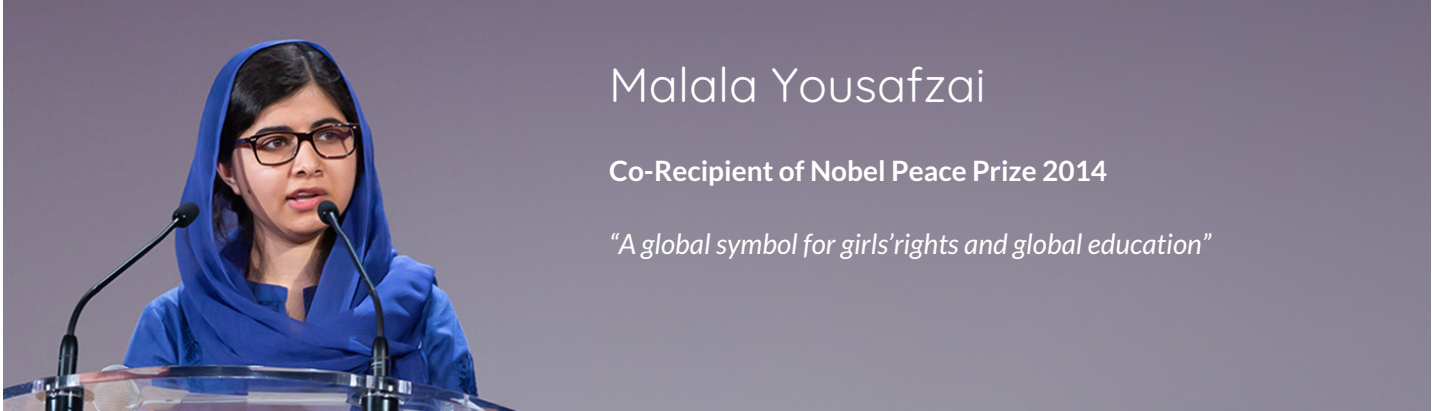 Malala Yousafzai
Co-Recipient of Nobel Peace Prize 2014
“A global symbol for girls’rights and global education”